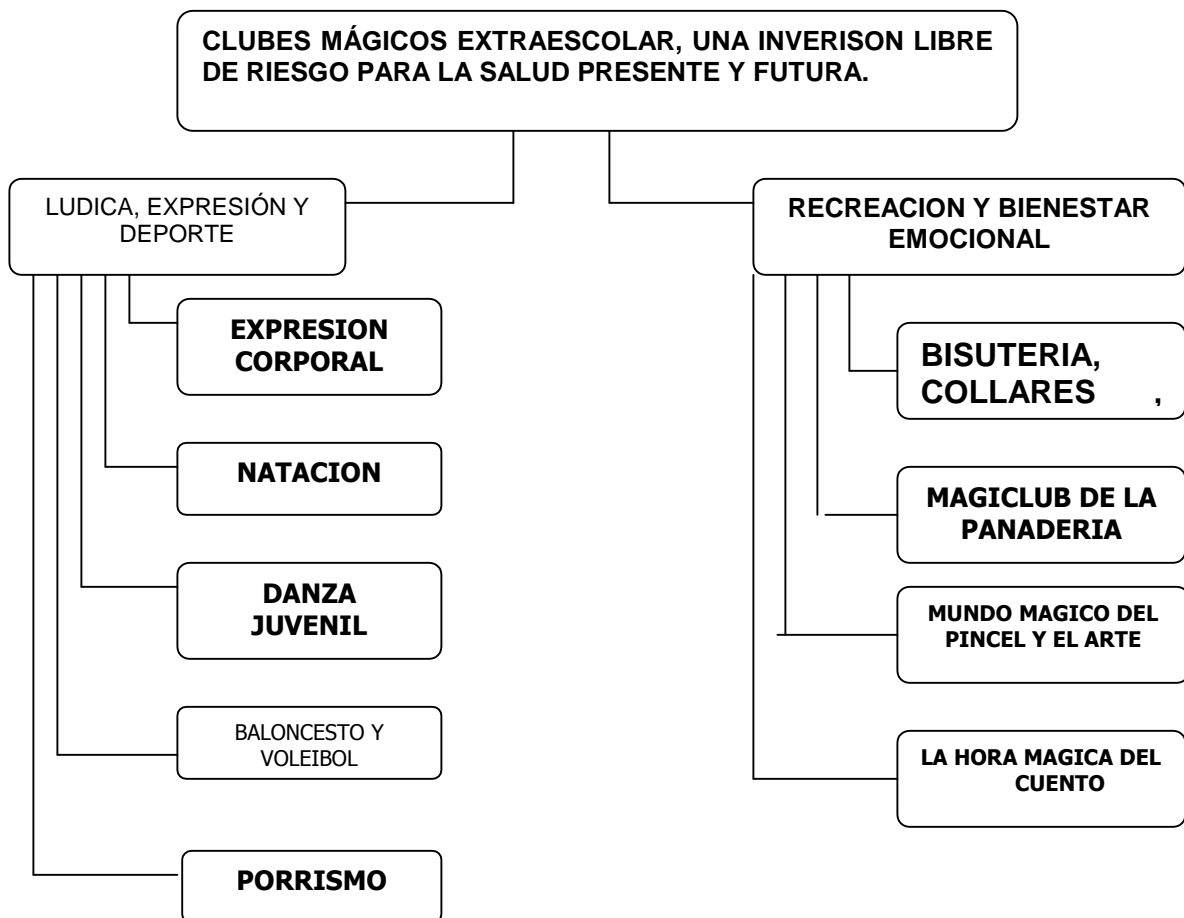 CLUBES MÁGICOS EXTRAESCOLAR, UNA INVERISON LIBRE
DE RIESGO PARA LA SALUD PRESENTE Y FUTURA.
LUDICA, EXPRESIÓN Y
DEPORTE
EXPRESION
CORPORAL
NATACION
DANZA
JUVENIL
BALONCESTO Y
VOLEIBOL
PORRISMO
RECREACION Y BIENESTAR
EMOCIONAL
BISUTERIA,
COLLARES ,
MAGICLUB DE LA
PANADERIA
MUNDO MAGICO DEL
PINCEL Y EL ARTE
LA HORA MAGICA DEL
CUENTO